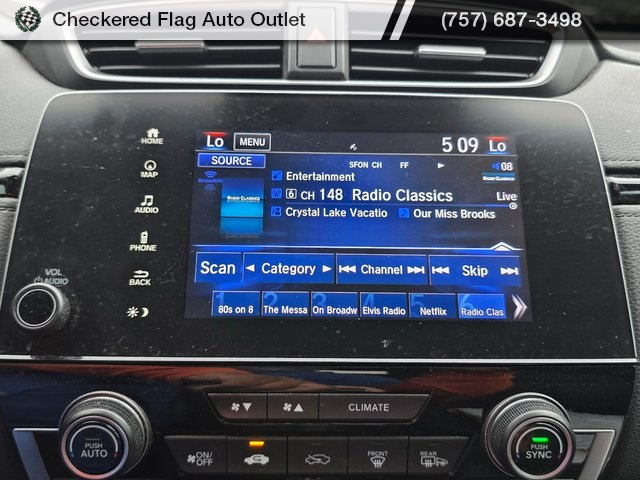 Checkered Flag Auto Outlet
(757) 687-3498
Lo MENU 5 09 Lo
SOURCE SFON CH FF 08
HOME
Entertainment
RADIO CLASSICS
MAP
6 CH 148 Radio Classics Live
AUDIO
Crystal Lake Vacatio Our Miss Brooks
PHONE
BACK
Scan Category Channel Skip
VOL
AUDIO
1 2 3 4 5 6
80s on 8 The Messa On Broadw Elvis Radio Netflix Radio Clas
CLIMATE
PUSH
AUTO
ON/
OFF
FRONT
REAR
PUSH
SYNC